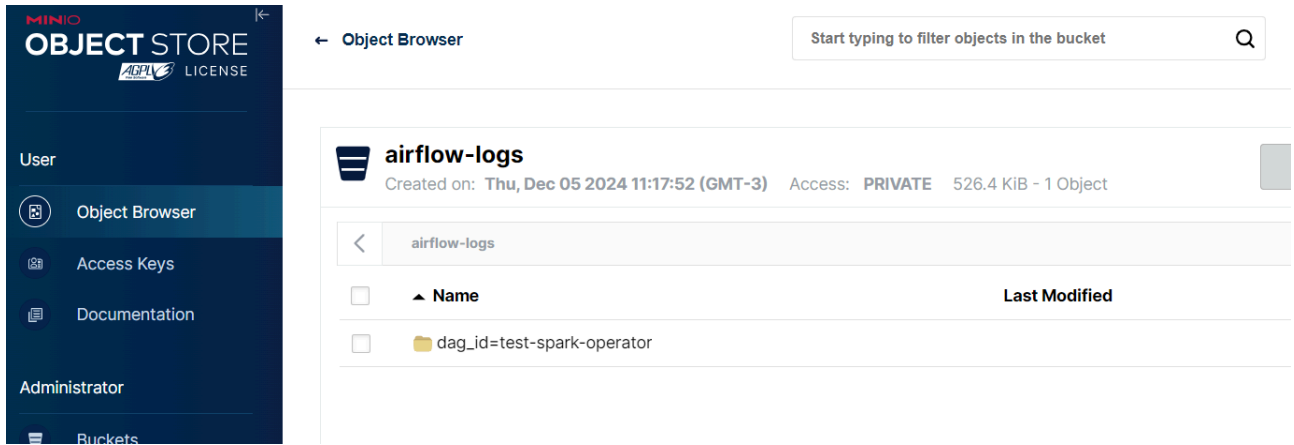 MINIO
OBJECT STORE
AGPLV3 LICENSE
User
Object Browser
Access Keys
Documentation
Administrator
Buckets
← Object Browser
Start typing to filter objects in the bucket
airflow-logs
Created on: Thu, Dec 05 2024 11:17:52 (GMT-3) Access: PRIVATE 526.4 KiB - 1 Object
airflow-logs
Name Last Modified
dag_id=test-spark-operator